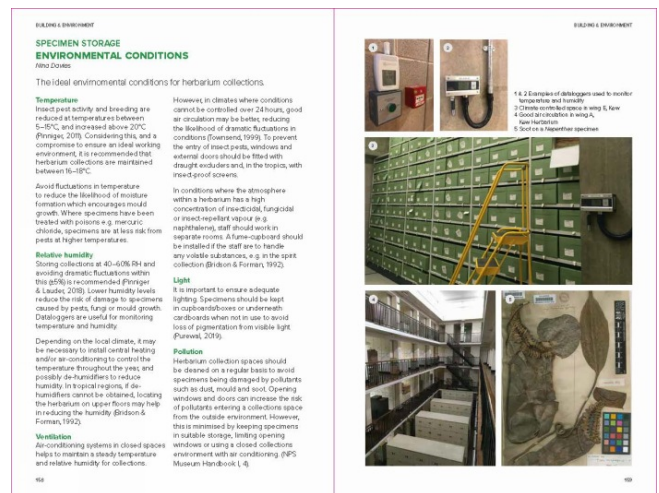 BUILDING & ENVIRONMENT
SPECIMEN STORAGE
ENVIRONMENTAL CONDITIONS
Nina Davies
The ideal envirnomental conditions for herbarium collections.
Temperature
Insect pest activity and breeding are
reduced at temperatures between
5–15°C, and increased above 20°C
(Pinniger, 2011). Considering this, and a
compromise to ensure an ideal working
environment, it is recommended that
herbarium collections are maintained
between 16–18°C.
Avoid fluctuations in temperature
to reduce the likelihood of moisture
formation which encourages mould
growth. Where specimens have been
treated with poisons e.g. mercuric
chloride, specimens are at less risk from
pests at higher temperatures.
Relative humidity
Storing collections at 40–60% RH and
avoiding dramatic fluctuations within
this (±5%) is recommended (Pinniger
& Lauder, 2018). Lower humidity levels
reduce the risk of damage to specimens
caused by pests, fungi or mould growth.
Dataloggers are useful for monitoring
temperature and humidity.
Depending on the local climate, it may
be necessary to install central heating
and/or air-conditioning to control the
temperature throughout the year, and
possibly de-humidifiers to reduce
humidity. In tropical regions, if de-
humidifiers cannot be obtained, locating
the herbarium on upper floors may help
in reducing the humidity (Bridson &
Forman, 1992).
Ventilation
Air-conditioning systems in closed spaces
helps to maintain a steady temperature
and relative humidity for collections.
However, in climates where conditions
cannot be controlled over 24 hours, good
air circulation may be better, reducing
the likelihood of dramatic fluctuations in
conditions (Townsend, 1999). To prevent
the entry of insect pests, windows and
external doors should be fitted with
draught excluders and, in the tropics, with
insect-proof screens.
In conditions where the atmosphere
within a herbarium has a high
concentration of insecticidal, fungicidal
or insect-repellant vapour (e.g.
naphthalene), staff should work in
separate rooms. A fume-cupboard should
be installed if the staff are to handle
any volatile substances, e.g. in the spirit
collection (Bridson & Forman, 1992).
Light
It is important to ensure adequate
lighting. Specimens should be kept
in cupboards/boxes or underneath
cardboards when not in use to avoid
loss of pigmentation from visible light
(Purewal, 2019).
Pollution
Herbarium collection spaces should
be cleaned on a regular basis to avoid
specimens being damaged by pollutants
such as dust, mould and soot. Opening
windows and doors can increase the risk
of pollutants entering a collections space
from the outside environment. However,
this is minimised by keeping specimens
in suitable storage, limiting opening
windows or using a closed collections
environment with air conditioning. (NPS
Museum Handbook I, 4).
BUILDING & ENVIRONMENT
1
2
1 & 2 Examples of dataloggers used to monitor
temperature and humidity
3 Climate controlled space in wing E, Kew
4 Good air circulation in wing A,
Kew Herbarium
5 Soot on a Nepenthes specimen
3
4
5